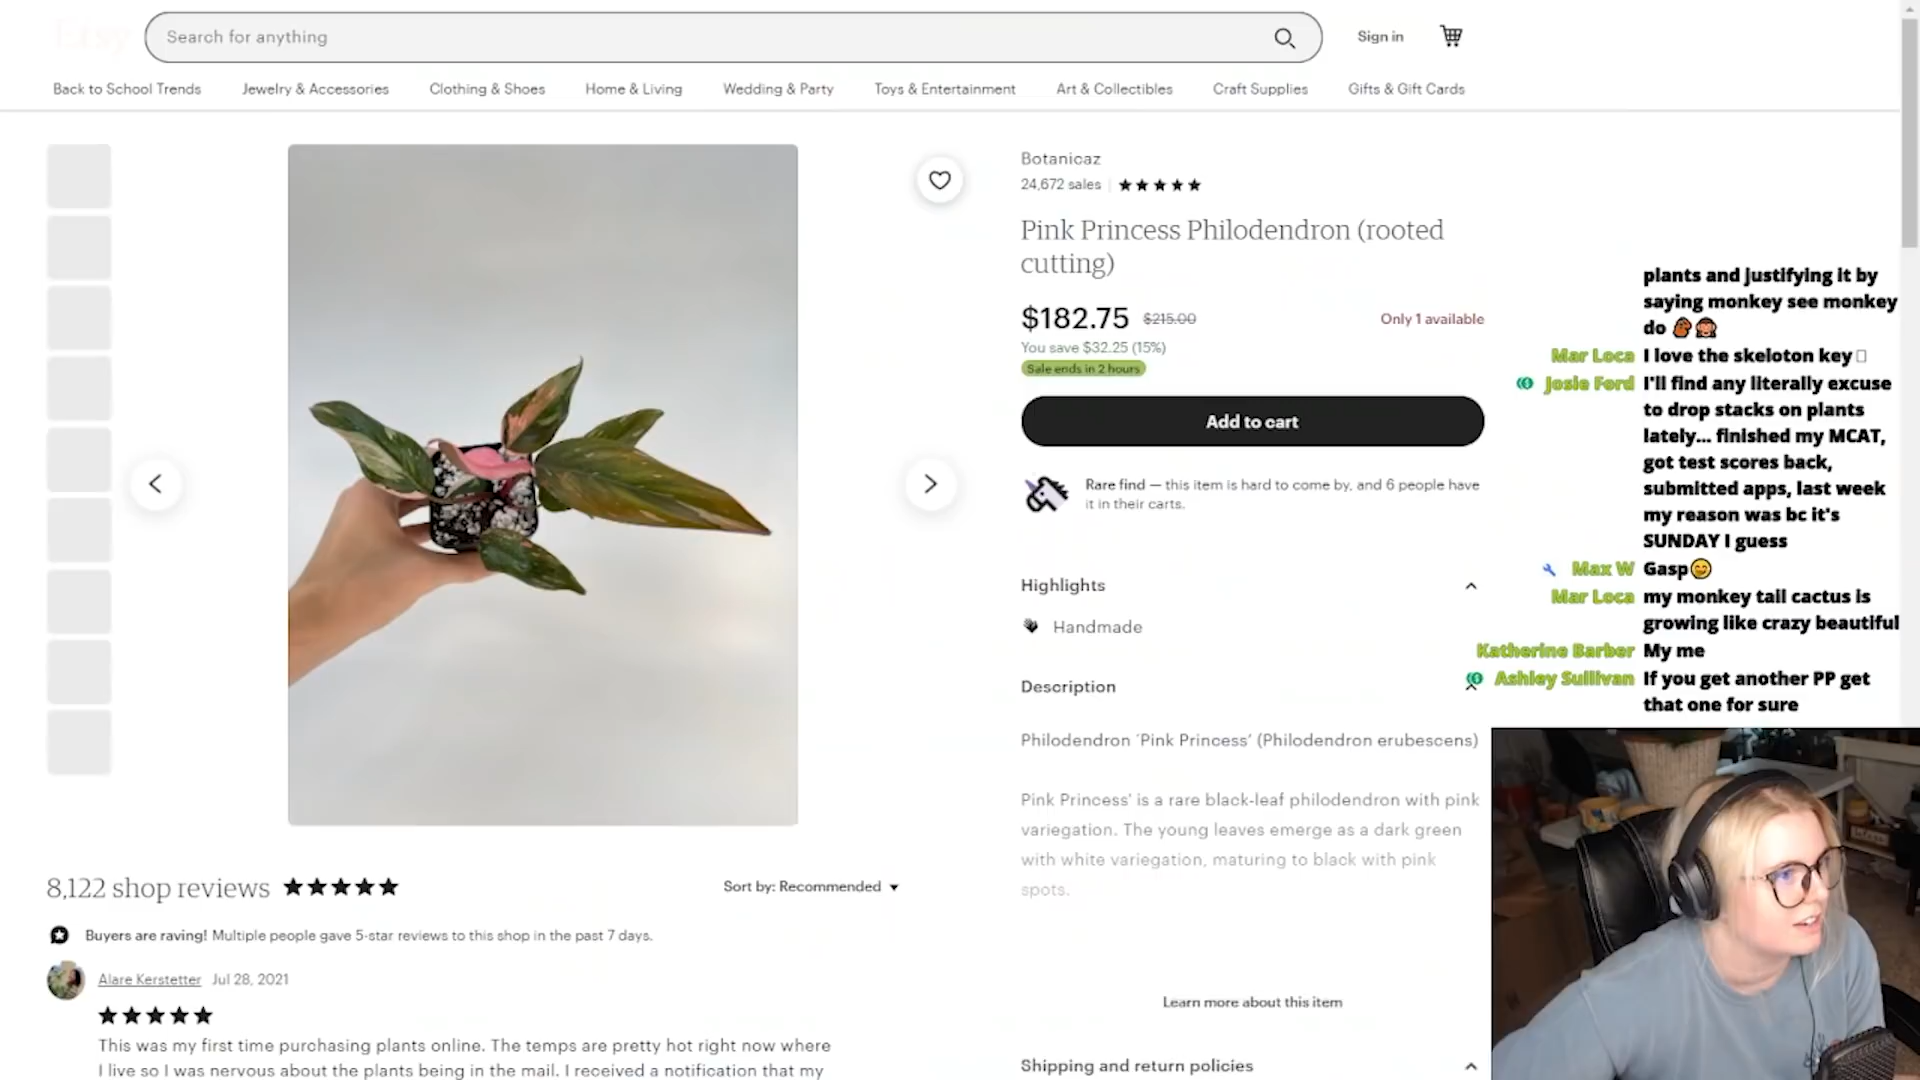 Etsy
Search for anything
Sign in
Back to School Trends
Jewelry & Accessories
Clothing & Shoes
Home & Living
Wedding & Party
Toys & Entertainment
Art & Collectibles
Craft Supplies
Gifts & Gift Cards
Botanicaz
24,672 sales
Pink Princess Philodendron (rooted
cutting)
$182.75 $215.00
Only 1 available
You save $32.25 (15%)
Sale ends in 2 hours
Add to cart
Rare find — this item is hard to come by, and 6 people have
it in their carts.
Highlights
Handmade
Description
Philodendron ‘Pink Princess’ (Philodendron erubescens)
Pink Princess' is a rare black-leaf philodendron with pink
variegation. The young leaves emerge as a dark green
with white variegation, maturing to black with pink
spots.
Learn more about this item
Shipping and return policies
8,122 shop reviews
Sort by: Recommended
Buyers are raving! Multiple people gave 5-star reviews to this shop in the past 7 days.
Alare Kerstetter Jul 28, 2021
This was my first time purchasing plants online. The temps are pretty hot right now where
I live so I was nervous about the plants being in the mail. I received a notification that my
plants and justifying it by
saying monkey see monkey
do 💩🙊
Mar Loca I love the skeloton key
Josie Ford I'll find any literally excuse
to drop stacks on plants
lately... finished my MCAT,
got test scores back,
submitted apps, last week
my reason was bc it's
SUNDAY I guess
Max W Gasp😄
Mar Loca my monkey tail cactus is
growing like crazy beautiful
Katherine Barber My me
Ashley Sullivan If you get another PP get
that one for sure